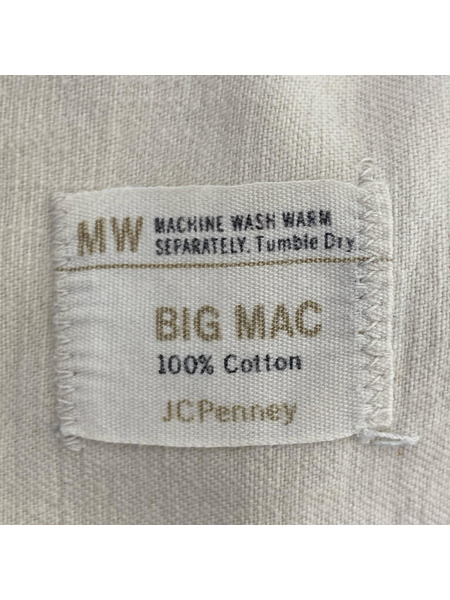 MW MACHINE WASH WARM
SEPARATELY. Tumble Dry
BIG MAC
100% Cotton
JCPenney